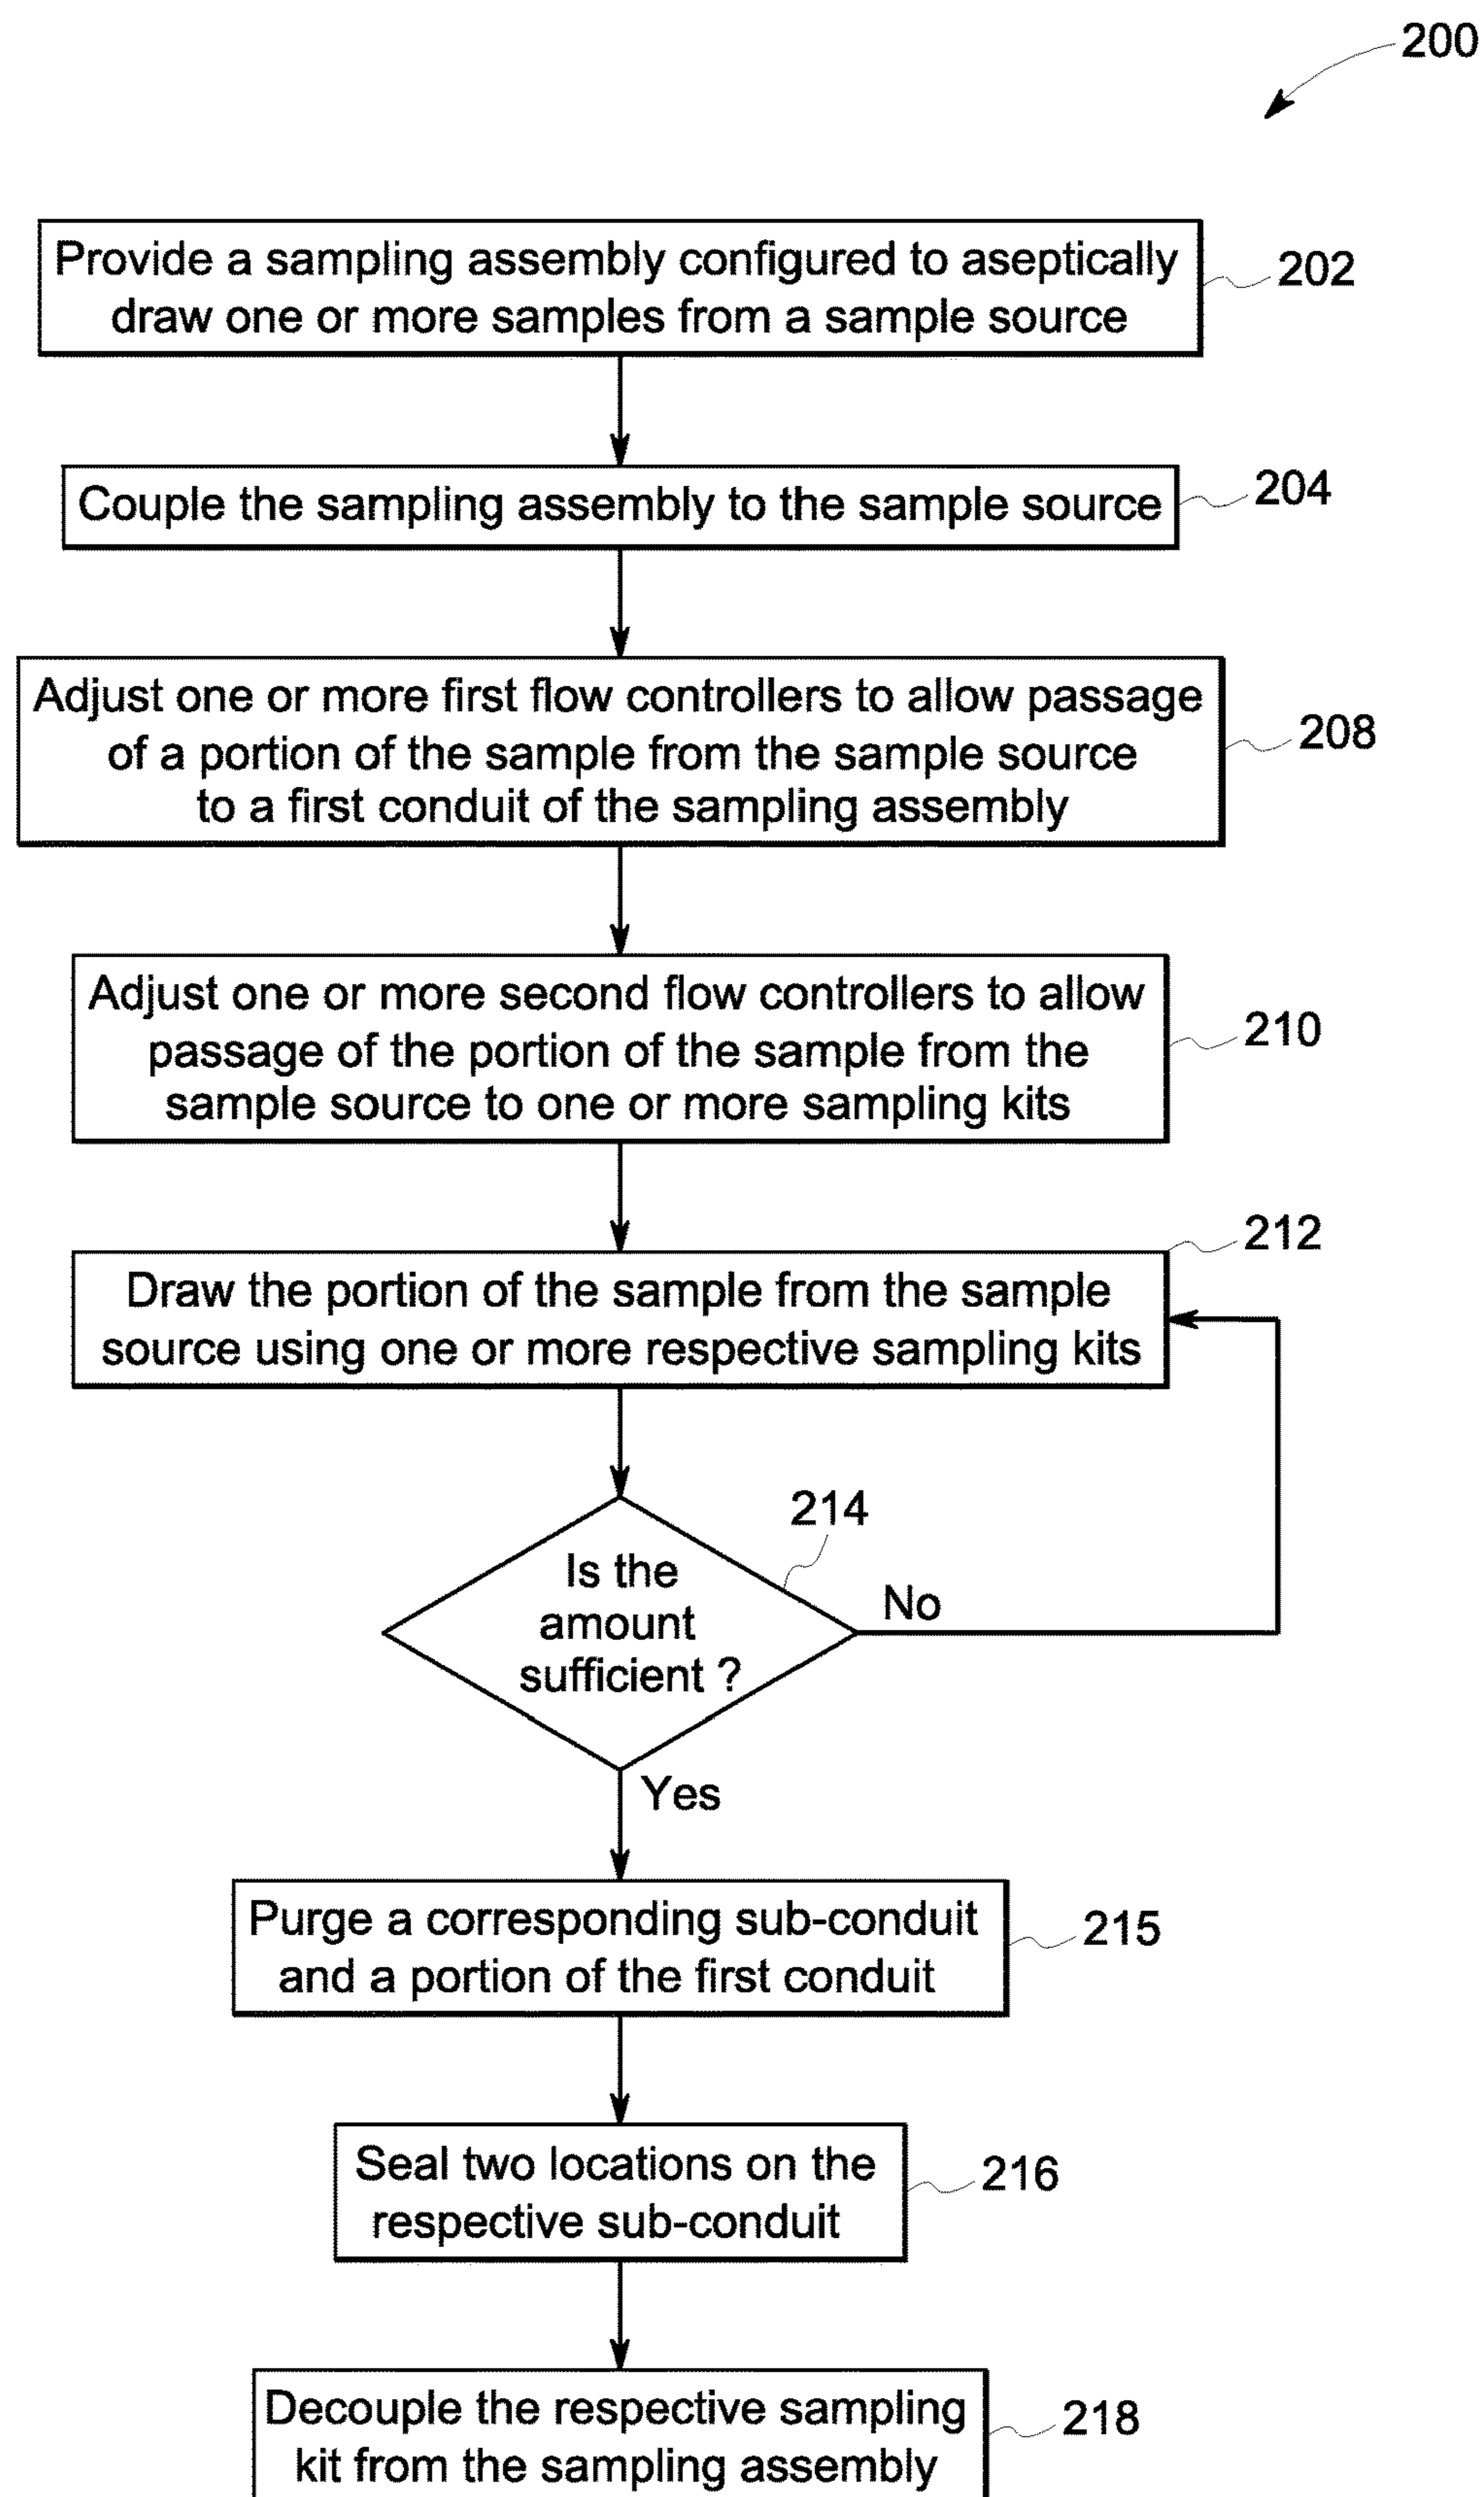 200
Provide a sampling assembly configured to aseptically
draw one or more samples from a sample source
202
Couple the sampling assembly to the sample source
204
Adjust one or more first flow controllers to allow passage
of a portion of the sample from the sample source
to a first conduit of the sampling assembly
208
Adjust one or more second flow controllers to allow
passage of the portion of the sample from the
sample source to one or more sampling kits
210
212
Draw the portion of the sample from the sample
source using one or more respective sampling kits
214
Is the
amount
sufficient ?
No
Yes
Purge a corresponding sub-conduit
and a portion of the first conduit
215
Seal two locations on the
respective sub-conduit
216
Decouple the respective sampling
kit from the sampling assembly
218